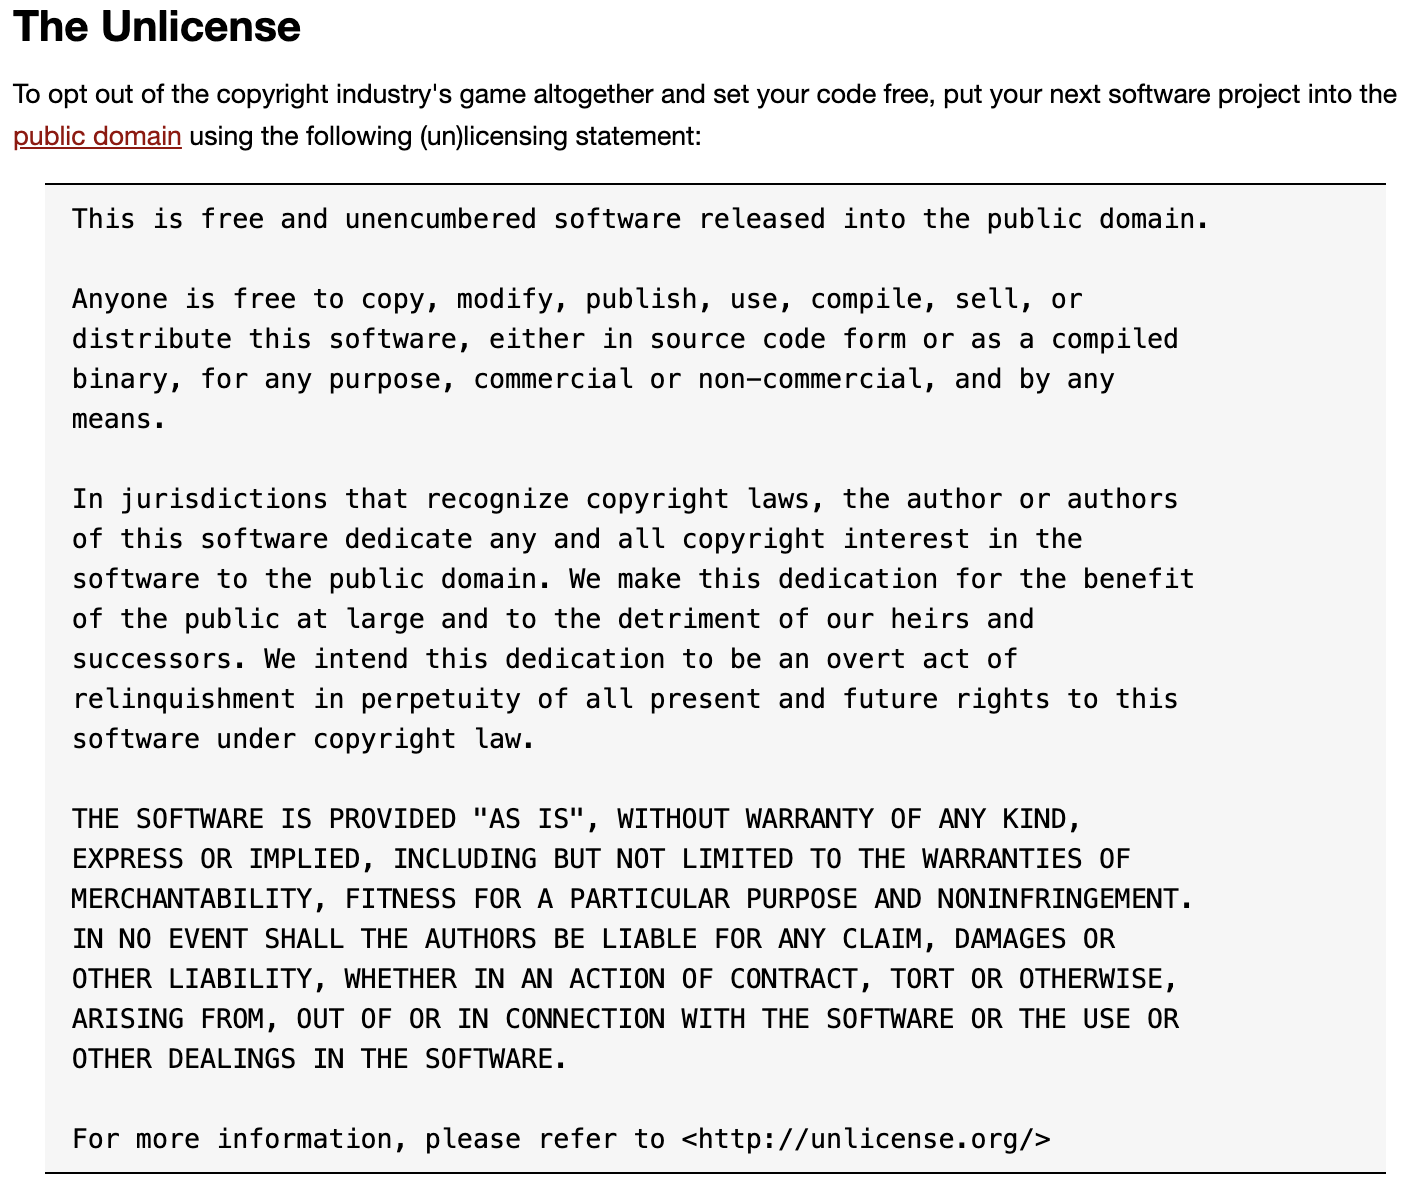 The Unlicense
To opt out of the copyright industry's game altogether and set your code free, put your next software project into the
public domain using the following (un)licensing statement:
This is free and unencumbered software released into the public domain.
Anyone is free to copy, modify, publish, use, compile, sell, or
distribute this software, either in source code form or as a compiled
binary, for any purpose, commercial or non-commercial, and by any
means.
In jurisdictions that recognize copyright laws, the author or authors
of this software dedicate any and all copyright interest in the
software to the public domain. We make this dedication for the benefit
of the public at large and to the detriment of our heirs and
successors. We intend this dedication to be an overt act of
relinquishment in perpetuity of all present and future rights to this
software under copyright law.
THE SOFTWARE IS PROVIDED "AS IS", WITHOUT WARRANTY OF ANY KIND,
EXPRESS OR IMPLIED, INCLUDING BUT NOT LIMITED TO THE WARRANTIES OF
MERCHANTABILITY, FITNESS FOR A PARTICULAR PURPOSE AND NONINFRINGEMENT.
IN NO EVENT SHALL THE AUTHORS BE LIABLE FOR ANY CLAIM, DAMAGES OR
OTHER LIABILITY, WHETHER IN AN ACTION OF CONTRACT, TORT OR OTHERWISE,
ARISING FROM, OUT OF OR IN CONNECTION WITH THE SOFTWARE OR THE USE OR
OTHER DEALINGS IN THE SOFTWARE.
For more information, please refer to <http://unlicense.org/>